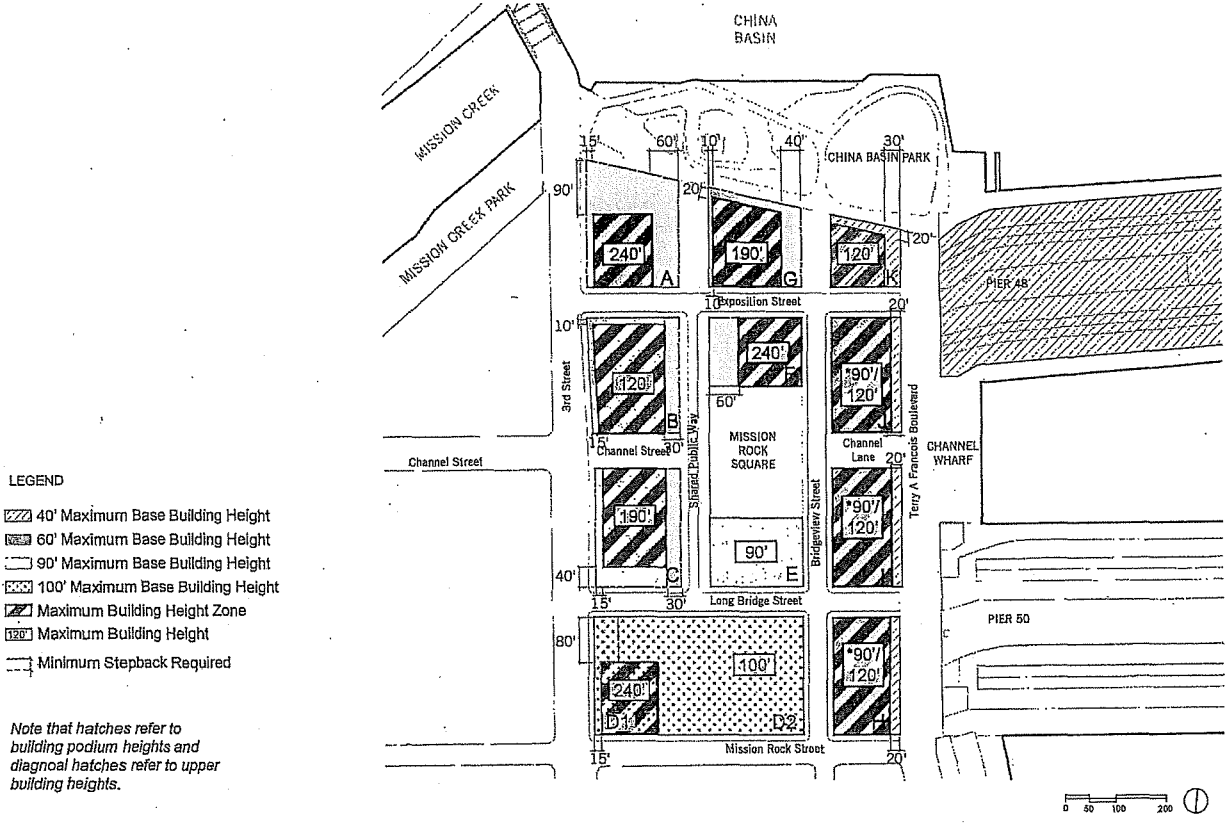 CHINA
BASIN
MISSION CREEK
MISSION CREEK PARK
15'
60'
10'
40'
30'
CHINA BASIN PARK
90'
20'
20'
240'
190'
120'
A
G
K
PIER 48
10'
Exposition Street
20'
10'
240'
F
120'
*90'/
120'
J
3rd Street
60'
B
Shared Public Way
MISSION
ROCK
SQUARE
Terry A Francois Boulevard
15'
30'
Channel Street
Channel Street
Channel
Lane
20'
CHANNEL
WHARF
190'
*90'/
120'
Bridgeview Street
90'
40'
C
E
I
15'
30'
Long Bridge Street
PIER 50
80'
100'
*90'/
120'
240'
D1
D2
H
Mission Rock Street
15'
20'
LEGEND
40' Maximum Base Building Height
60' Maximum Base Building Height
90' Maximum Base Building Height
100' Maximum Base Building Height
Maximum Building Height Zone
120' Maximum Building Height
Minimum Stepback Required
Note that hatches refer to
building podium heights and
diagnoal hatches refer to upper
building heights.
0 50 100 200